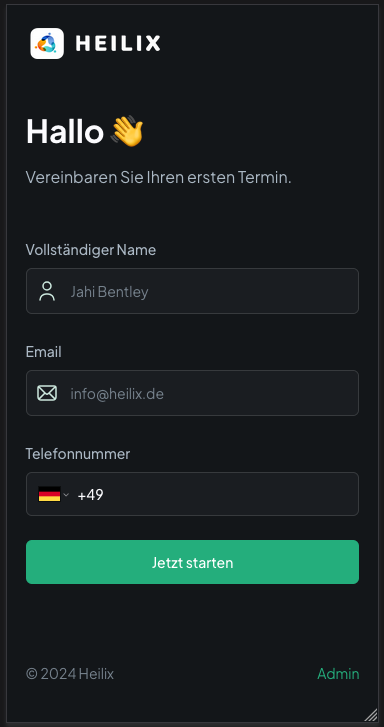 HEILIX
Hallo 👋
Vereinbaren Sie Ihren ersten Termin.
Vollständiger Name
Jahi Bentley
Email
info@heilix.de
Telefonnummer
+49
Jetzt starten
© 2024 Heilix Admin